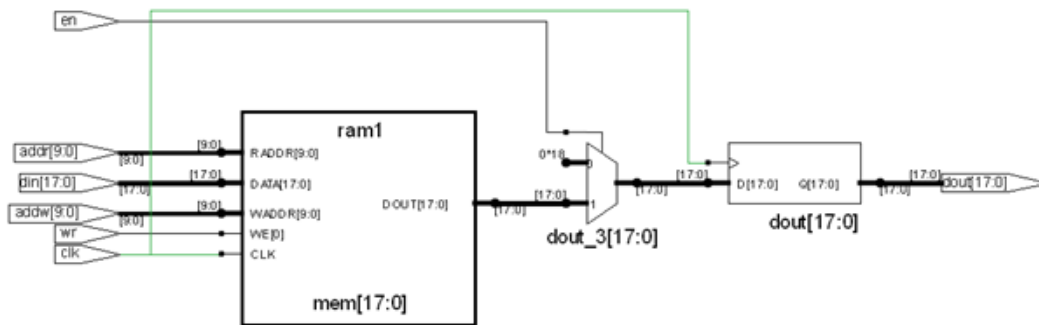 en
ram1
addr[9:0]
[9:0]
[9:0]
RADDR[9:0]
din[17:0]
[17:0]
[17:0]
DATA[17:0]
addw[9:0]
[9:0]
[9:0]
WADDR[9:0]
wr
WE[0]
clk
CLK
DOUT[17:0]
mem[17:0]
[17:0]
[17:0]
0*18
0
1
dout_3[17:0]
[17:0]
[17:0]
D[17:0]
Q[17:0]
dout[17:0]
[17:0]
[17:0]
dout[17:0]